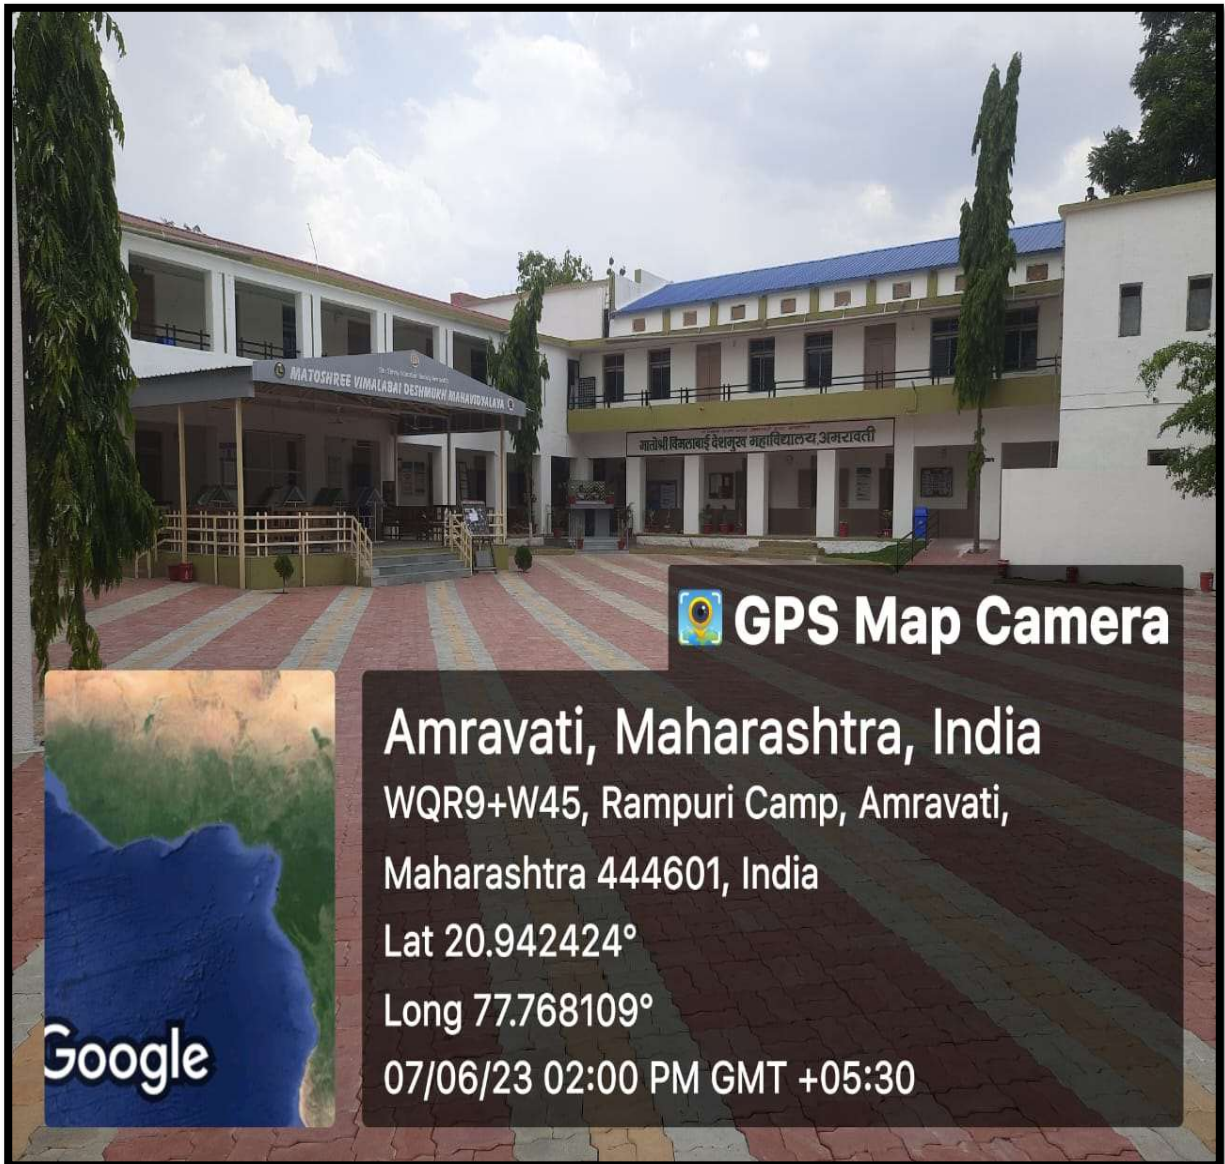 MATOSHREE VIMALABAI DESHMUKH MAHAVIDYALAYA
मातोश्री विमलाबाई देशमुख महाविद्यालय,अमरावती
GPS Map Camera
Amravati, Maharashtra, India
WQR9+W45, Rampuri Camp, Amravati,
Maharashtra 444601, India
Lat 20.942424°
Long 77.768109°
07/06/23 02:00 PM GMT +05:30
Google